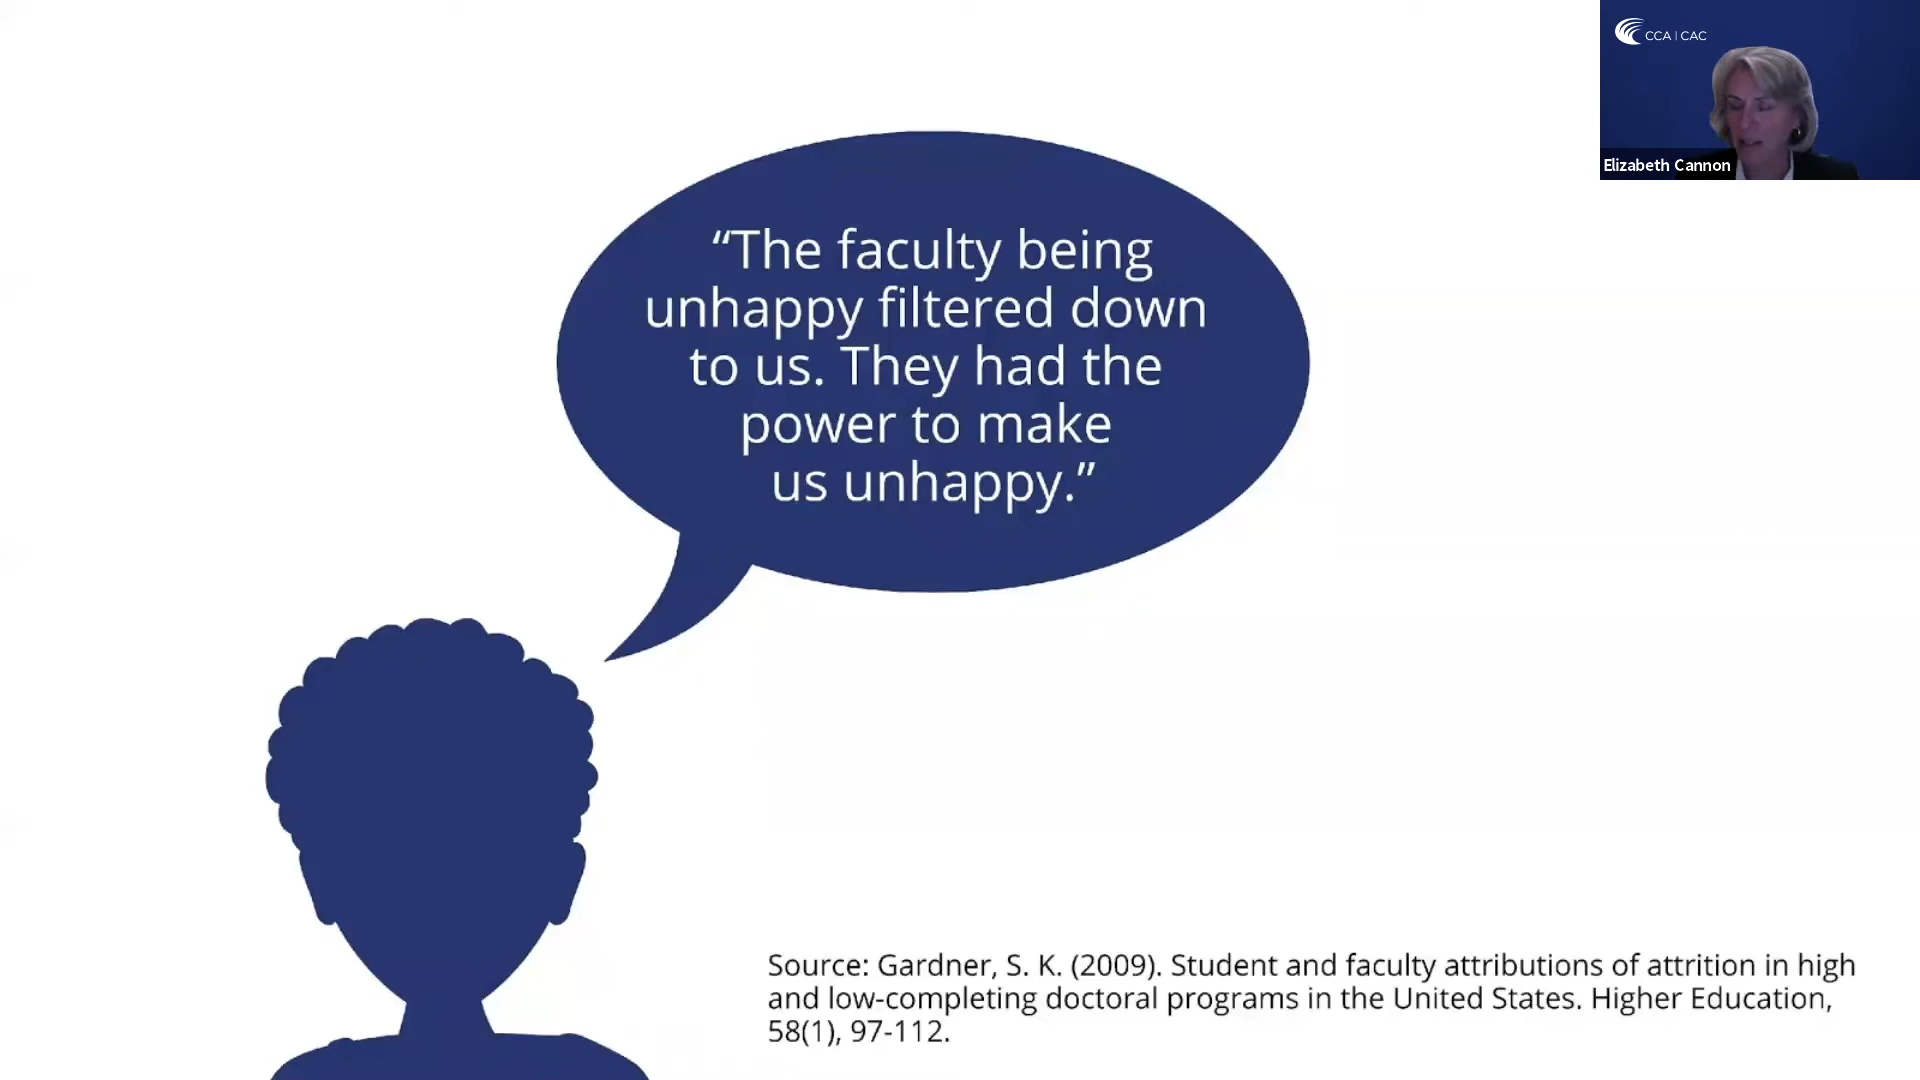 CCA | CAC
Elizabeth Cannon
“The faculty being
unhappy filtered down
to us. They had the
power to make
us unhappy.”
Source: Gardner, S. K. (2009). Student and faculty attributions of attrition in high
and low-completing doctoral programs in the United States. Higher Education,
58(1), 97-112.